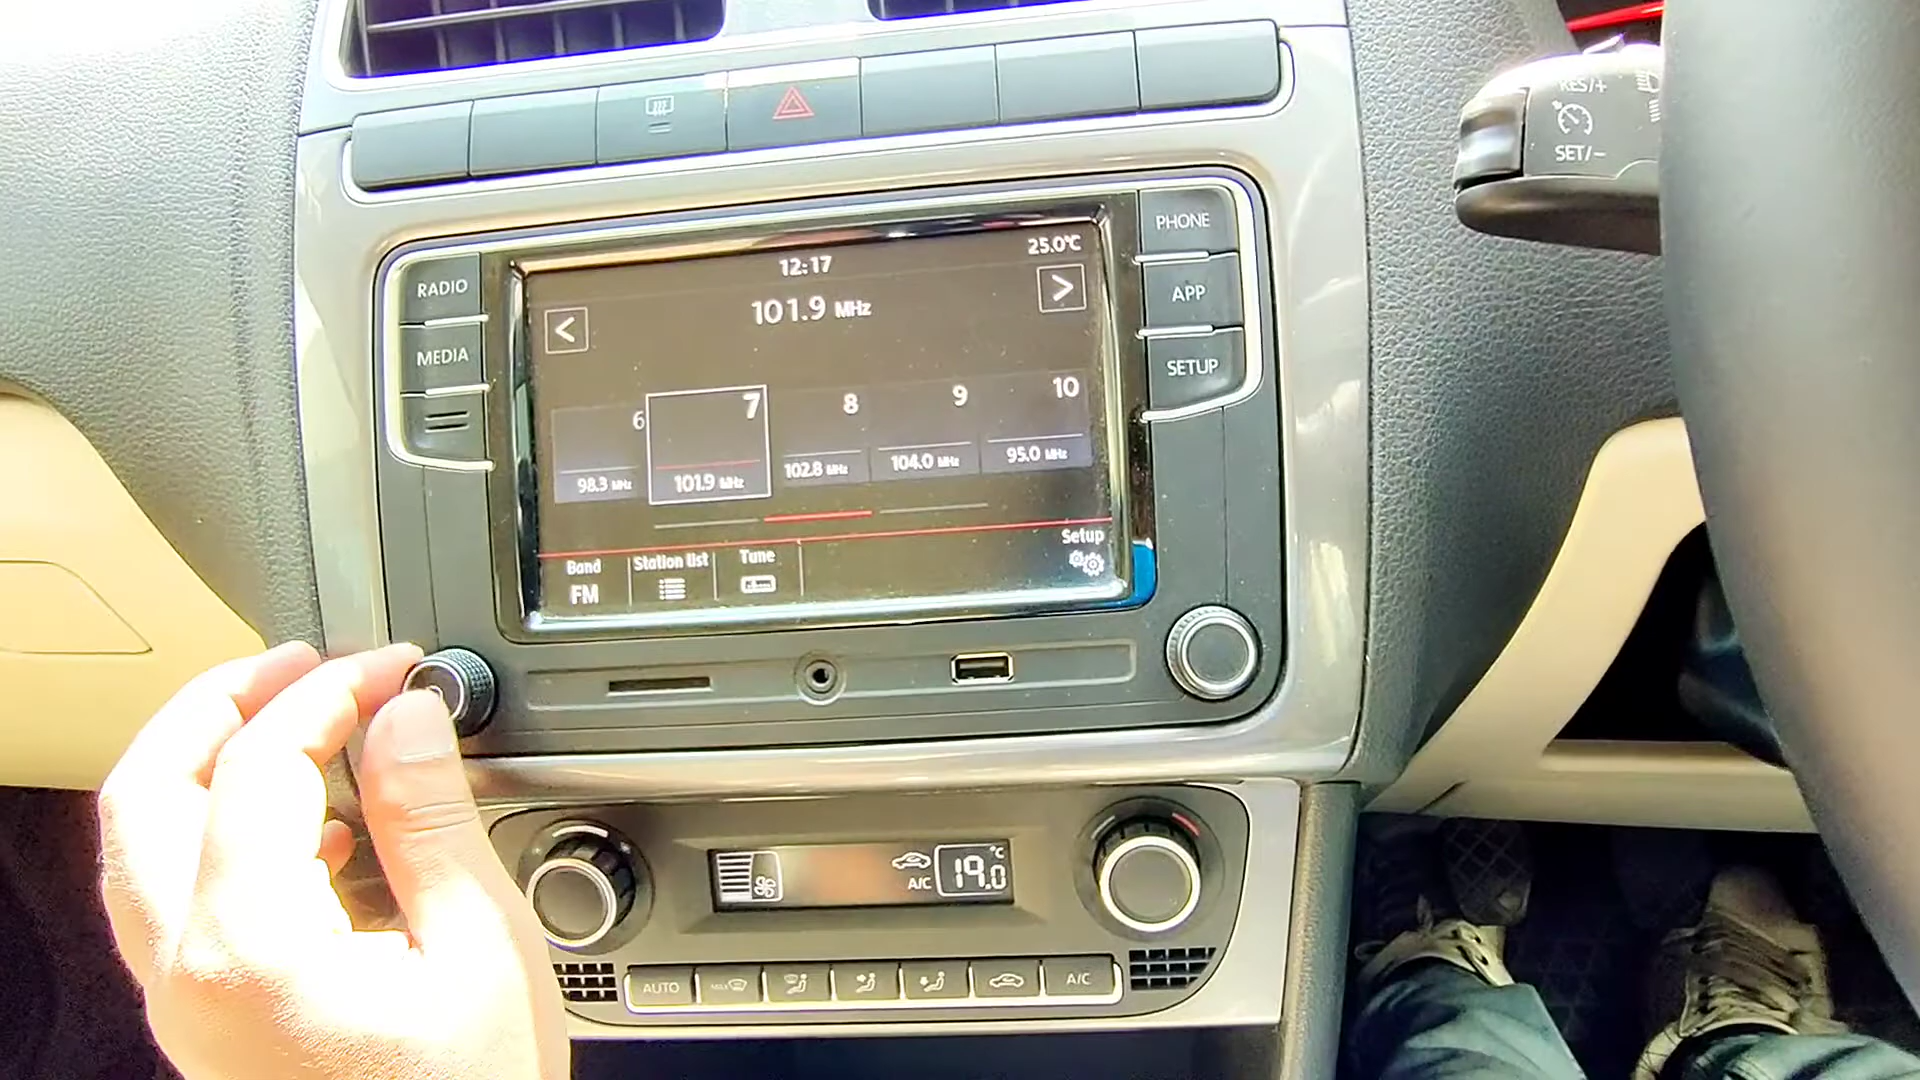 RES/+
SET/-
PHONE
APP
SETUP
RADIO
MEDIA
12:17
25.0°C
<
101.9 MHz
>
6
7
8
9
10
98.3 MHz
101.9 MHz
102.8 MHz
104.0 MHz
95.0 MHz
Band
Station list
Tune
Setup
FM
A/C
19.0 °C
AUTO
MAX
A/C